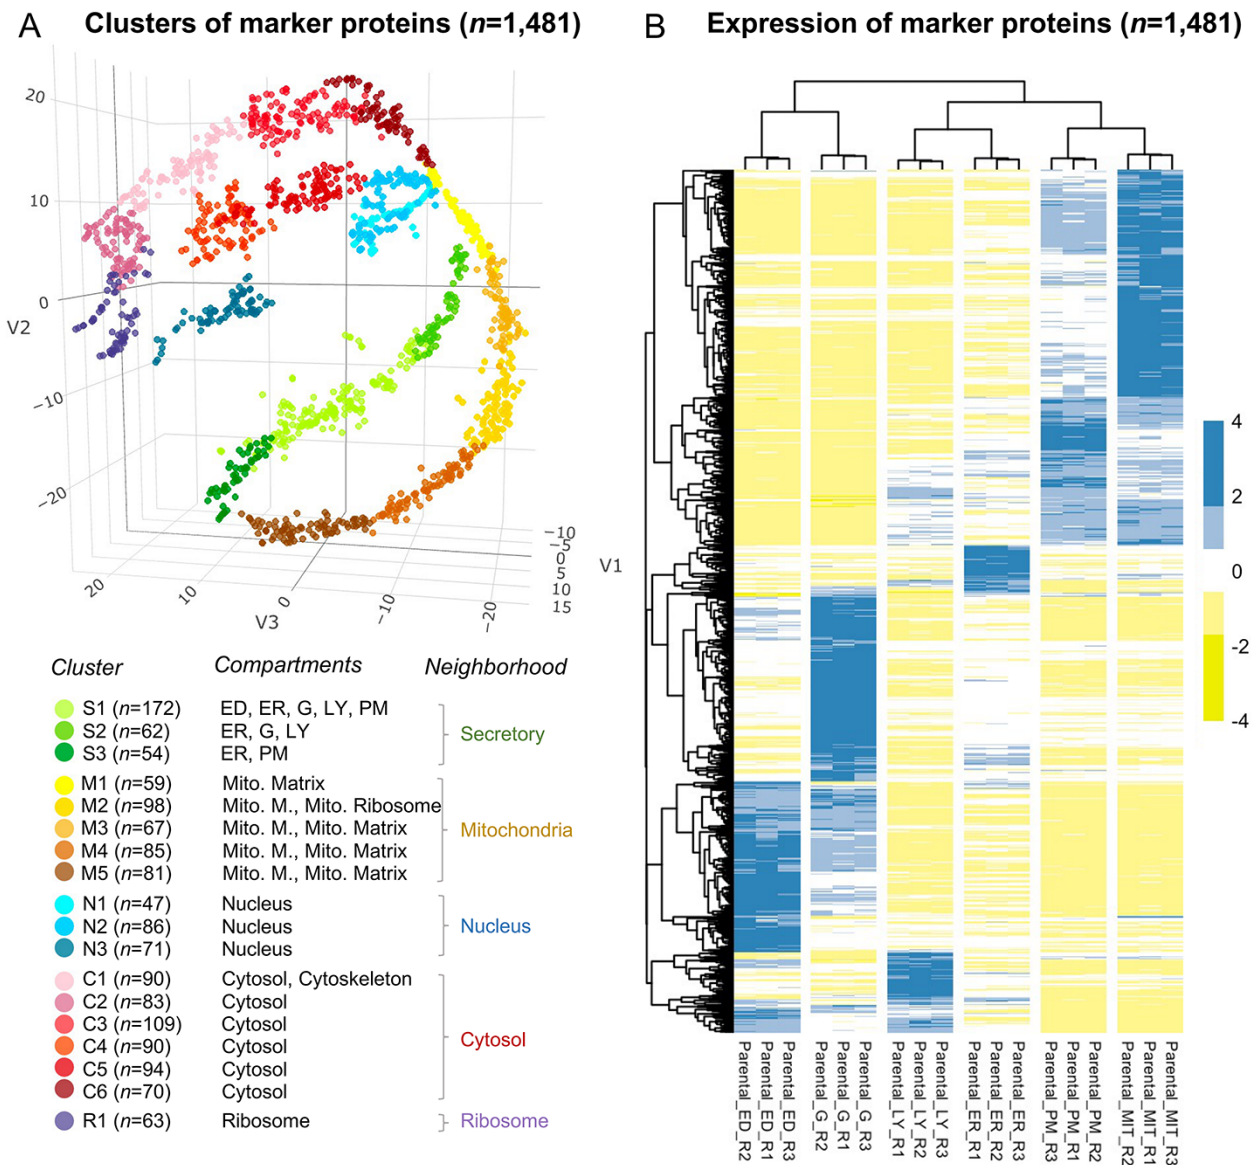 A Clusters of marker proteins (n=1,481)
20
10
0
V2
−10
−20
20
10
0
−10
−20
V3
−10
−5
0
5
10
15
V1
Cluster Compartments Neighborhood
S1 (n=172) ED, ER, G, LY, PM
S2 (n=62) ER, G, LY
S3 (n=54) ER, PM
Secretory
M1 (n=59) Mito. Matrix
M2 (n=98) Mito. M., Mito. Ribosome
M3 (n=67) Mito. M., Mito. Matrix
M4 (n=85) Mito. M., Mito. Matrix
M5 (n=81) Mito. M., Mito. Matrix
Mitochondria
N1 (n=47) Nucleus
N2 (n=86) Nucleus
N3 (n=71) Nucleus
Nucleus
C1 (n=90) Cytosol, Cytoskeleton
C2 (n=83) Cytosol
C3 (n=109) Cytosol
C4 (n=90) Cytosol
C5 (n=94) Cytosol
C6 (n=70) Cytosol
Cytosol
R1 (n=63) Ribosome
Ribosome
B Expression of marker proteins (n=1,481)
4
2
0
-2
-4
Parental_ED_R2
Parental_ED_R1
Parental_ED_R3
Parental_G_R2
Parental_G_R1
Parental_G_R3
Parental_LY_R1
Parental_LY_R2
Parental_LY_R3
Parental_ER_R1
Parental_ER_R2
Parental_ER_R3
Parental_PM_R3
Parental_PM_R1
Parental_PM_R2
Parental_MIT_R2
Parental_MIT_R1
Parental_MIT_R3